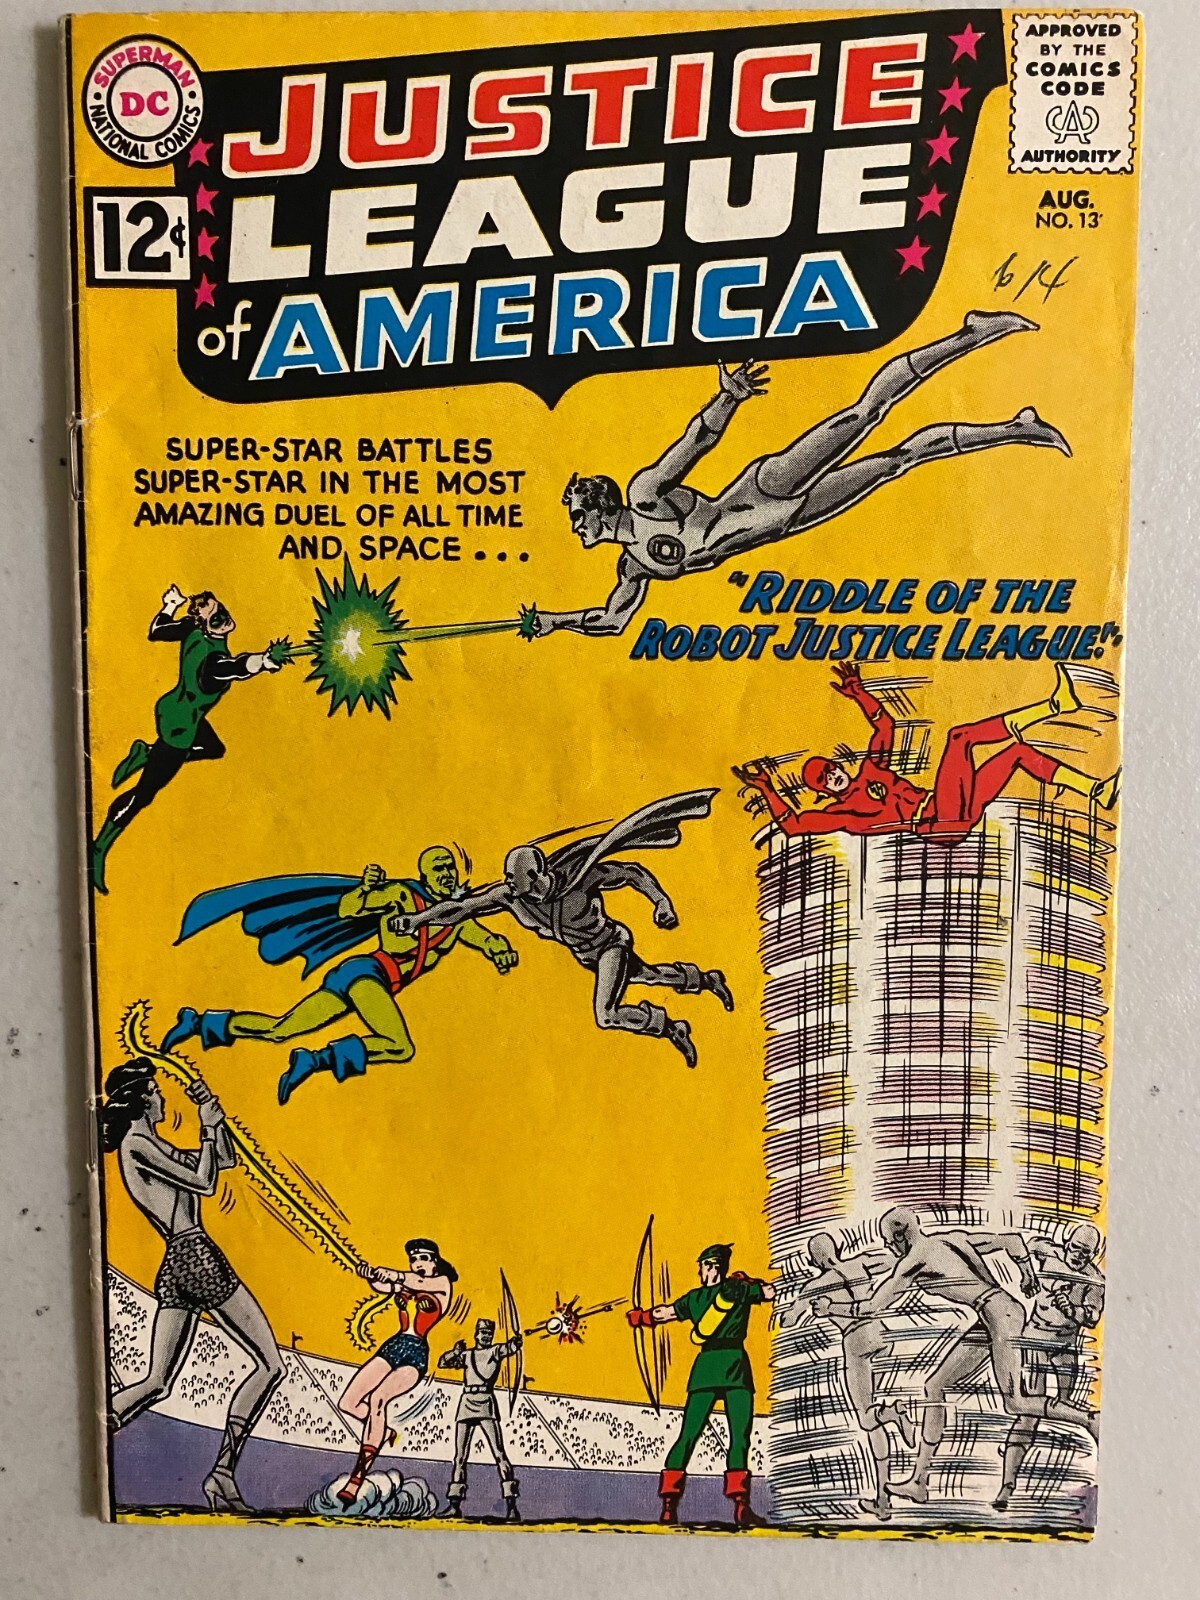 SUPERMAN
DC
NATIONAL COMICS
12¢
JUSTICE
LEAGUE
of AMERICA
APPROVED
BY THE
COMICS
CODE
CA
AUTHORITY
AUG.
NO. 13
6/4
SUPER-STAR BATTLES
SUPER-STAR IN THE MOST
AMAZING DUEL OF ALL TIME
AND SPACE...
"RIDDLE OF THE
ROBOT JUSTICE LEAGUE!"